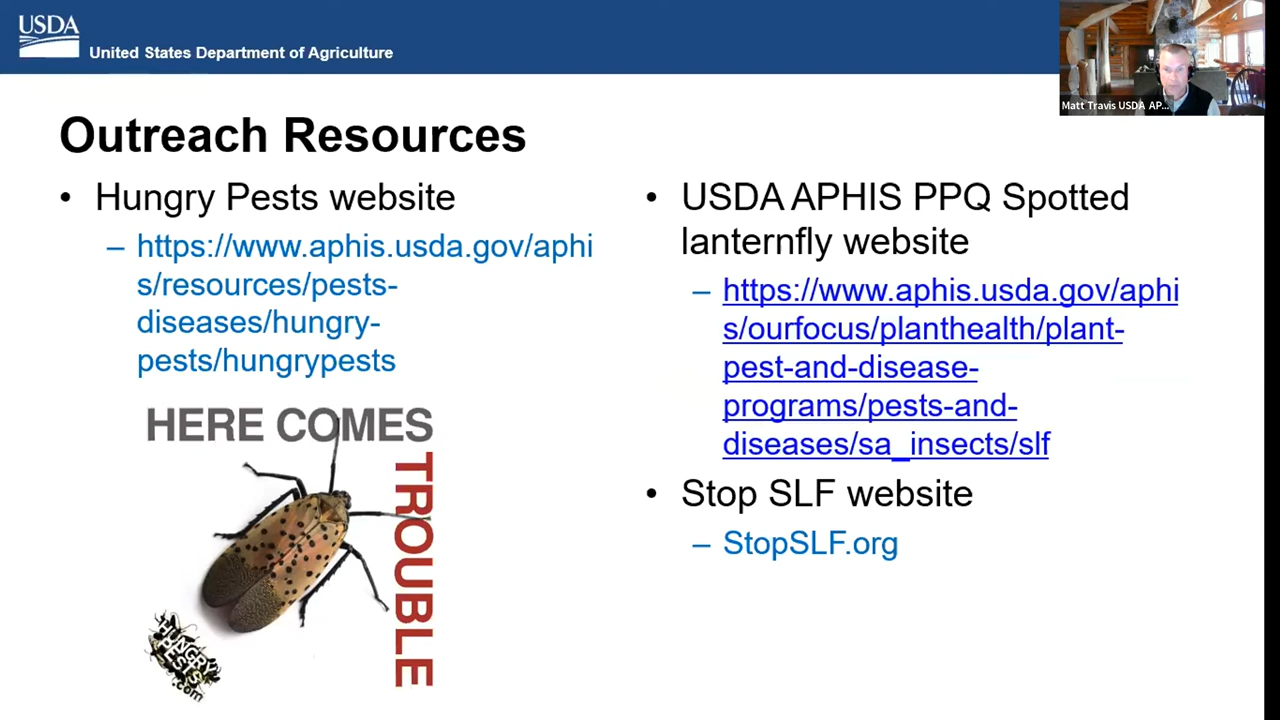 USDA
United States Department of Agriculture
Matt Travis USDA AP...
Outreach Resources
• Hungry Pests website
– https://www.aphis.usda.gov/aphi
s/resources/pests-
diseases/hungry-
pests/hungrypests
HERE COMES
TROUBLE
HUNGRY
PESTS
.com
• USDA APHIS PPQ Spotted
lanternfly website
– https://www.aphis.usda.gov/aphi
s/ourfocus/planthealth/plant-
pest-and-disease-
programs/pests-and-
diseases/sa_insects/slf
• Stop SLF website
– StopSLF.org